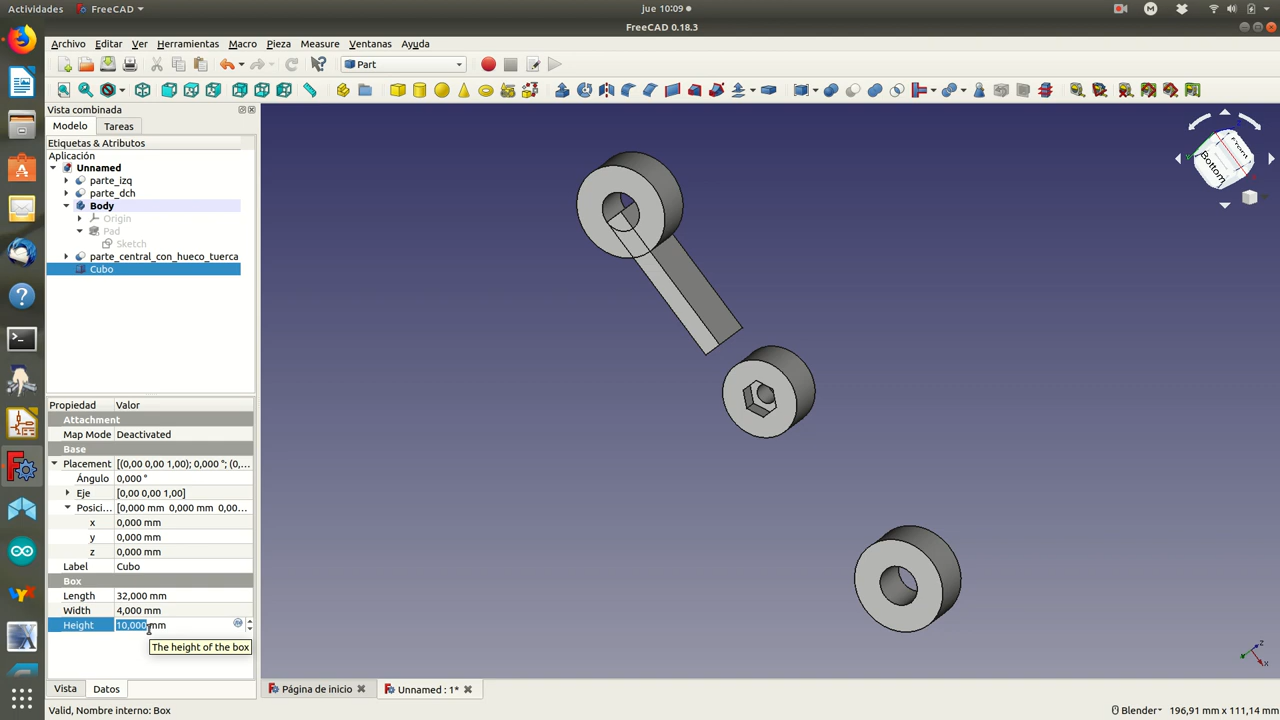 Actividades FreeCAD jue 10:09
FreeCAD 0.18.3
Archivo Editar Ver Herramientas Macro Pieza Measure Ventanas Ayuda
Part
Vista combinada
Modelo Tareas
Etiquetas & Atributos
Aplicación
Unnamed
parte_izq
parte_dch
Body
Origin
Pad
Sketch
parte_central_con_hueco_tuerca
Cubo
Propiedad Valor
Attachment
Map Mode Deactivated
Base
Placement [(0,00 0,00 1,00); 0,000 °; (0,...
Ángulo 0,000 °
Eje [0,00 0,00 1,00]
Posici... [0,000 mm 0,000 mm 0,00...
x 0,000 mm
y 0,000 mm
z 0,000 mm
Label Cubo
Box
Length 32,000 mm
Width 4,000 mm
Height 10,000 mm
The height of the box
Vista Datos
Página de inicio Unnamed : 1*
Valid, Nombre interno: Box Blender 196,91 mm x 111,14 mm
Bottom
Front
z
x